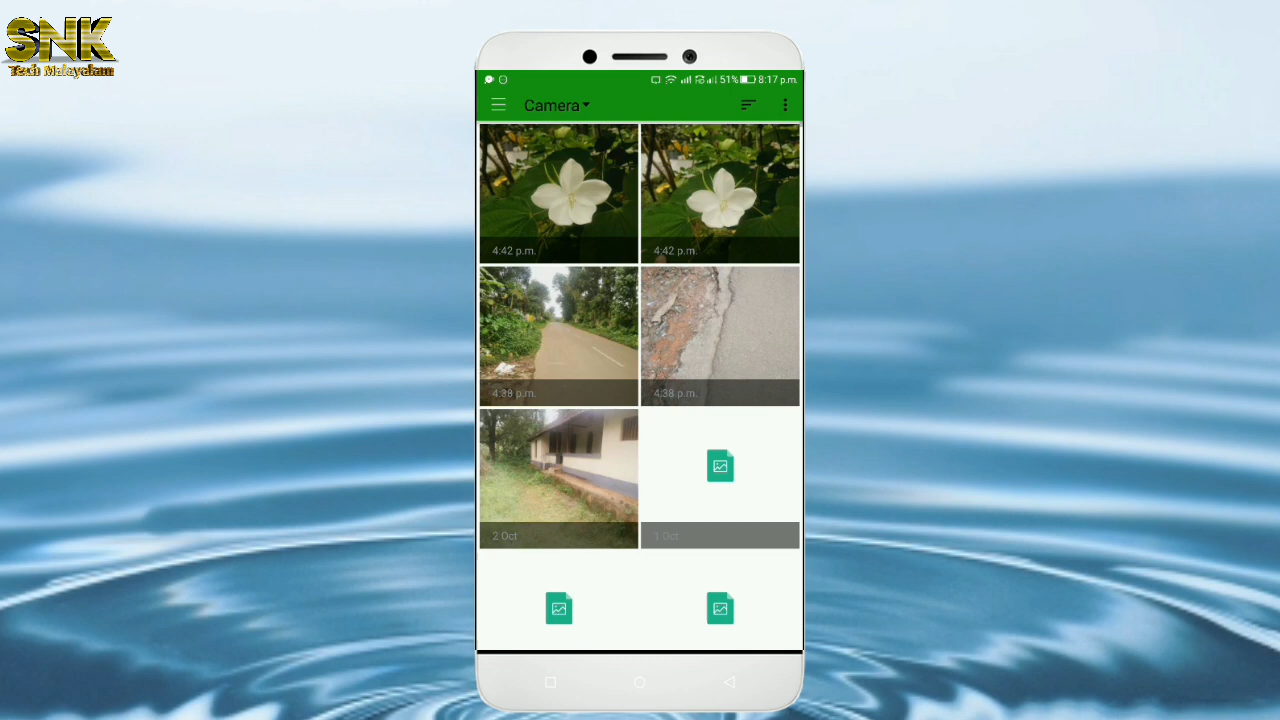 SNK
Tech Malayalam
51% 8:17 p.m.
Camera
4:42 p.m. 4:42 p.m.
4:38 p.m. 4:38 p.m.
2 Oct 1 Oct